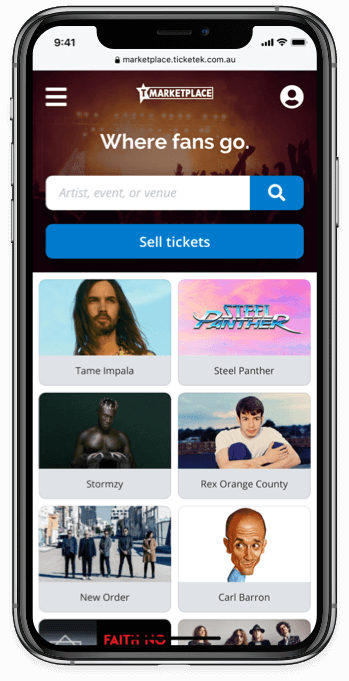 9:41
marketplace.ticketek.com.au
T MARKETPLACE
Where fans go.
Artist, event, or venue
Sell tickets
STEEL
PANTHER
Tame Impala
Steel Panther
Stormzy
Rex Orange County
New Order
Carl Barron
FAITH NO